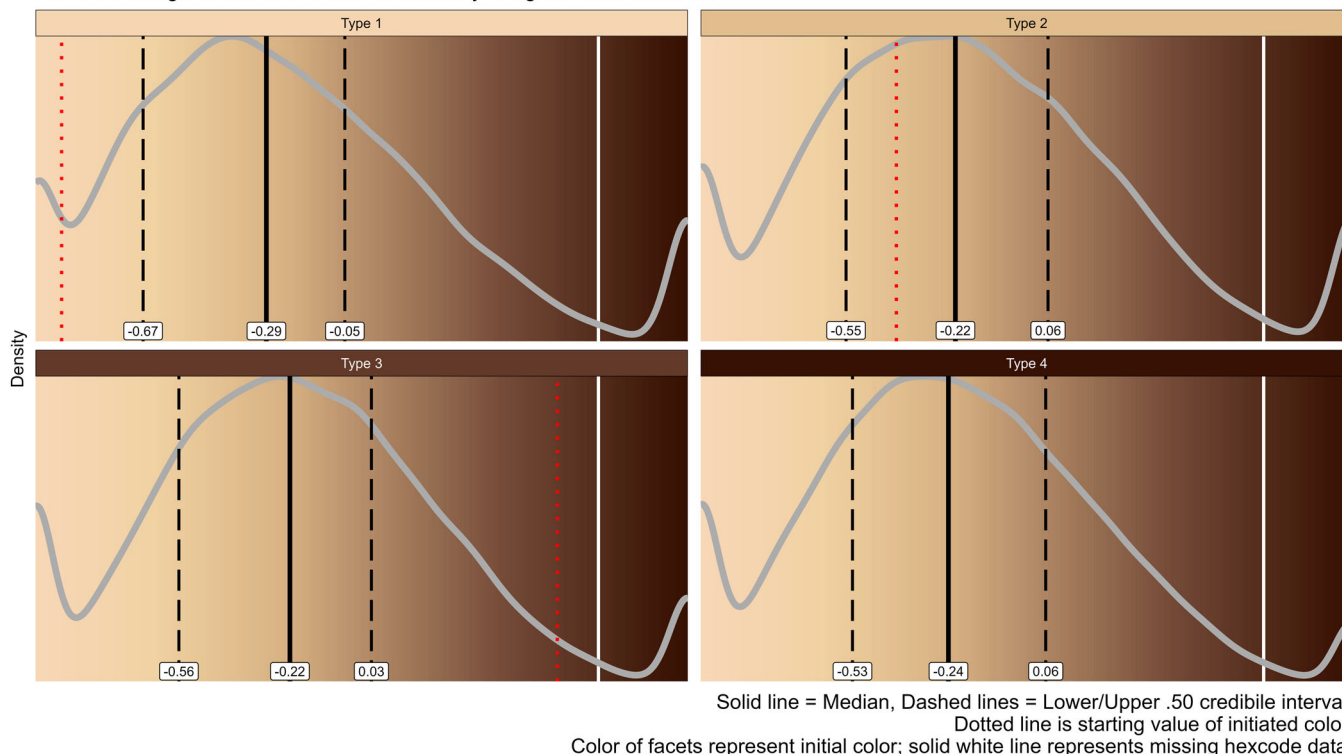 Type 1
Type 2
-0.67
-0.29
-0.05
-0.55
-0.22
0.06
Density
Type 3
Type 4
-0.56
-0.22
0.03
-0.53
-0.24
0.06
Solid line = Median, Dashed lines = Lower/Upper .50 credibile interva
Dotted line is starting value of initiated colo
Color of facets represent initial color; solid white line represents missing hexcode data